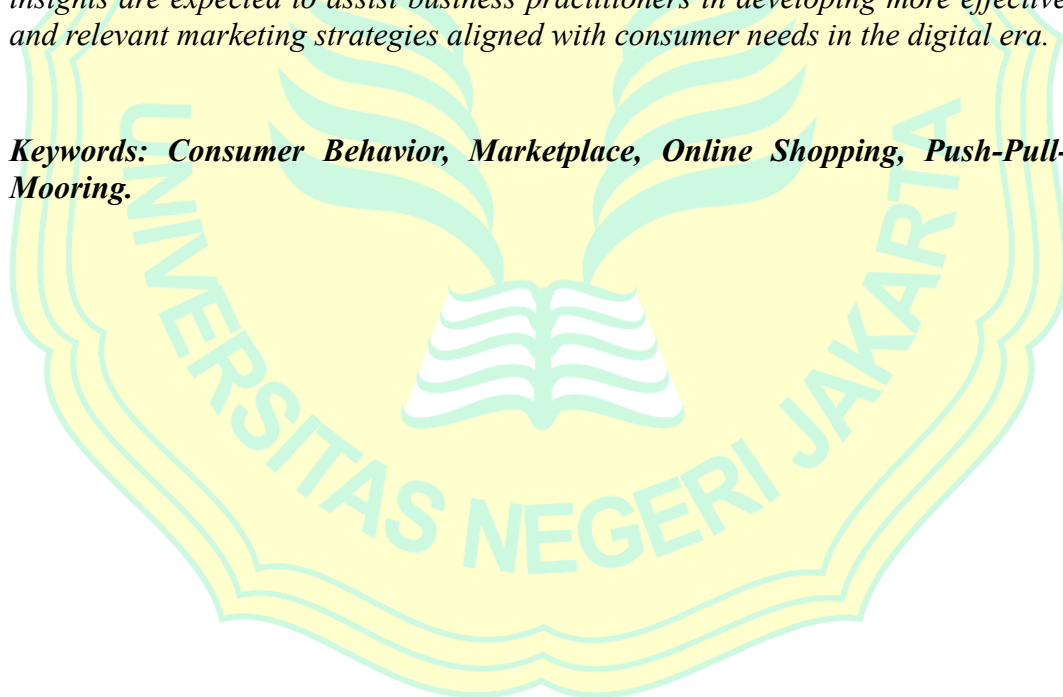 insights are expected to assist business practitioners in developing more effective
and relevant marketing strategies aligned with consumer needs in the digital era.
Keywords: Consumer Behavior, Marketplace, Online Shopping, Push-Pull-
Mooring.
UNIVERSITAS NEGERI JAKARTA